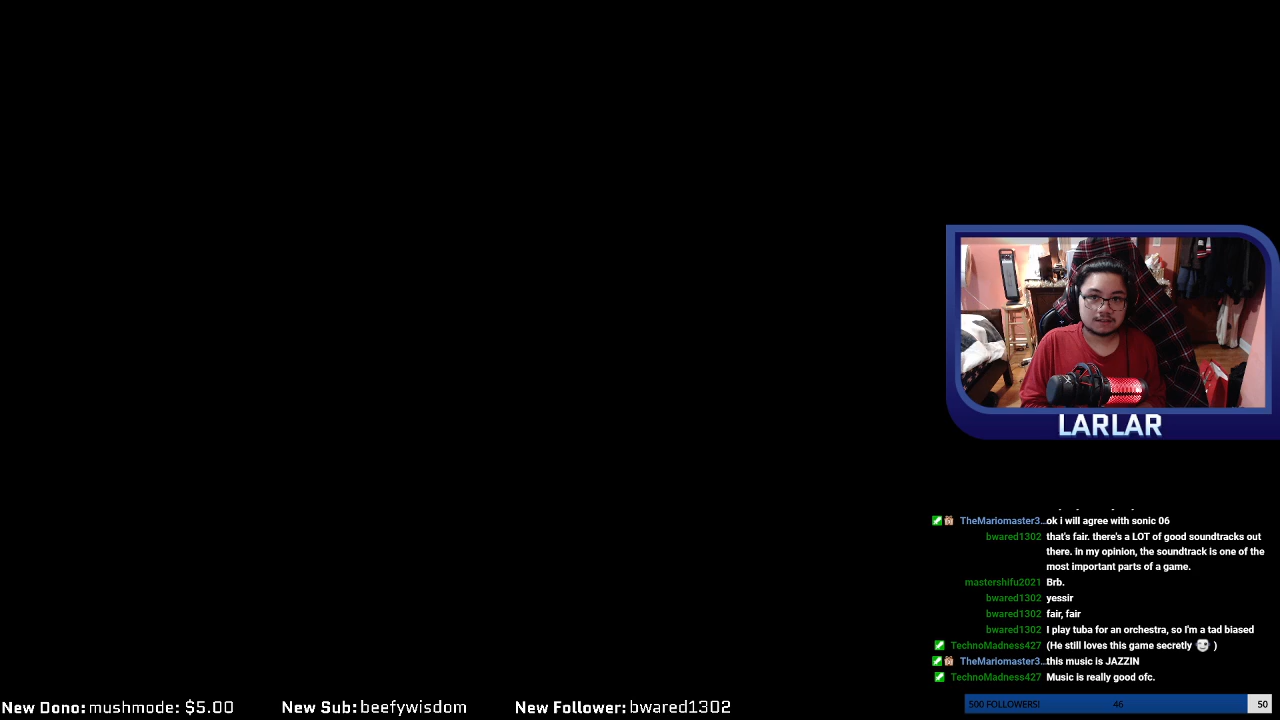 LARLAR
TheMariomaster3... ok i will agree with sonic 06
bwared1302 that's fair. there's a LOT of good soundtracks out
there. in my opinion, the soundtrack is one of the
most important parts of a game.
mastershifu2021 Brb.
bwared1302 yessir
bwared1302 fair, fair
bwared1302 I play tuba for an orchestra, so I'm a tad biased
TechnoMadness427 (He still loves this game secretly )
TheMariomaster3... this music is JAZZIN
TechnoMadness427 Music is really good ofc.
500 FOLLOWERS! 46 50
New Dono: mushmode: $5.00 New Sub: beefywisdom New Follower: bwared1302